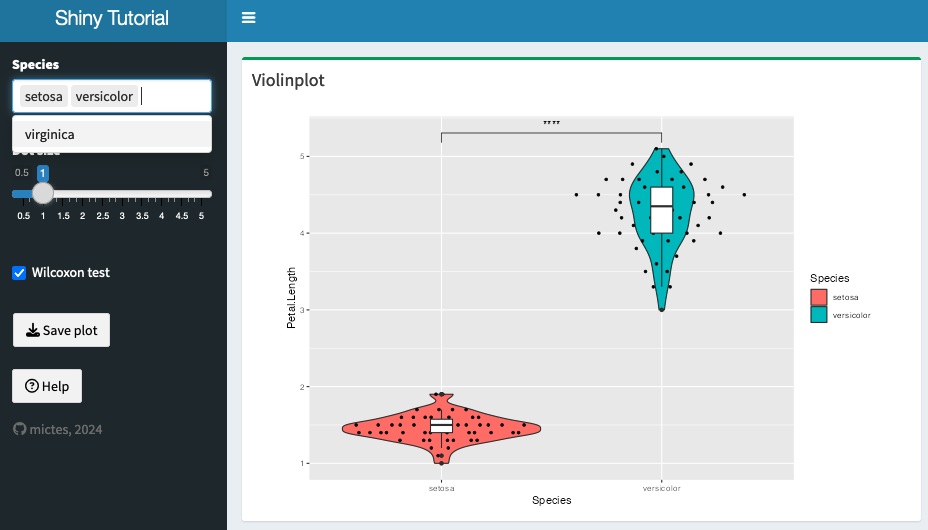 Shiny Tutorial
Species
setosa versicolor
virginica
0.5 1 5
0.5 1 1.5 2 2.5 3 3.5 4 4.5 5
Wilcoxon test
Save plot
Help
mictes, 2024
Violinplot
****
5
4
3
2
1
Petal.Length
setosa versicolor
Species
Species
setosa
versicolor